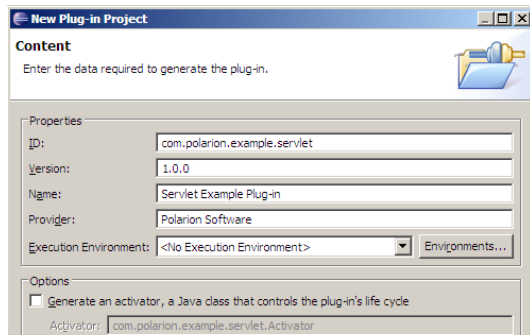 New Plug-in Project
Content
Enter the data required to generate the plug-in.
Properties
ID: com.polarion.example.servlet
Version: 1.0.0
Name: Servlet Example Plug-in
Provider: Polarion Software
Execution Environment: <No Execution Environment> Environments...
Options
Generate an activator, a Java class that controls the plug-in's life cycle
Activator: com.polarion.example.servlet.Activator